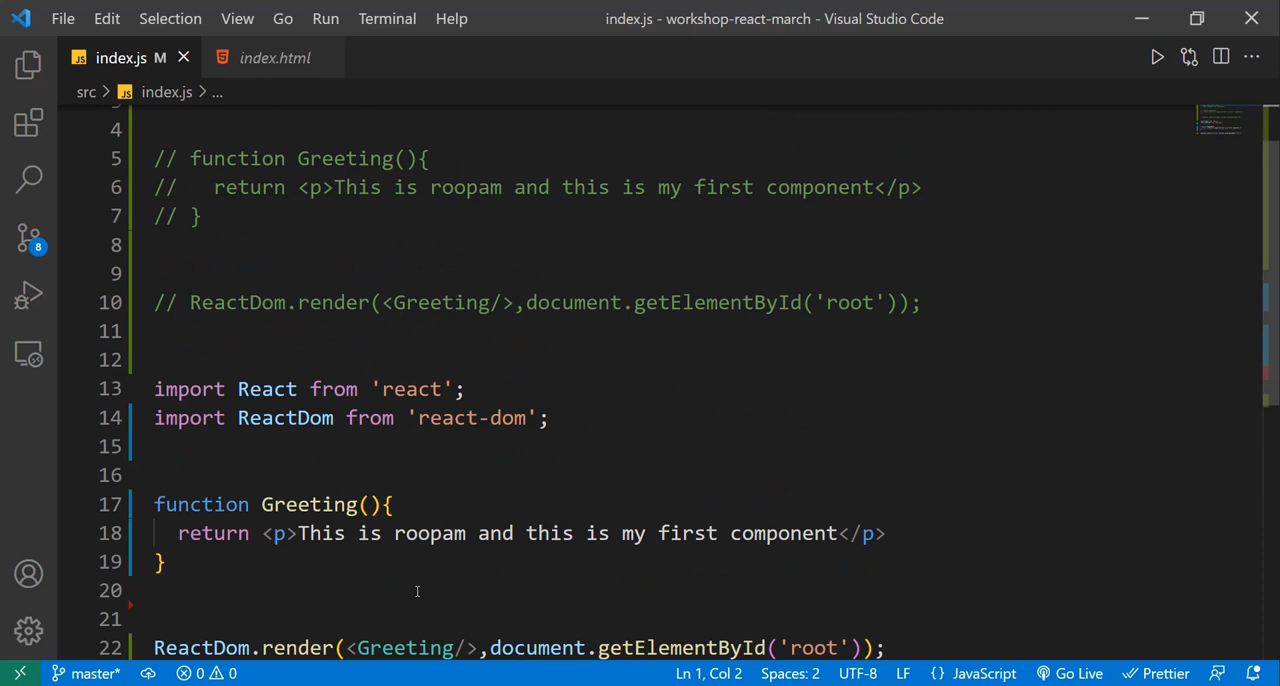 File Edit Selection View Go Run Terminal Help index.js - workshop-react-march - Visual Studio Code
JS index.js M index.html
src > JS index.js > ...
4
5 // function Greeting(){
6 //   return <p>This is roopam and this is my first component</p>
7 // }
8
9
10 // ReactDom.render(<Greeting/>,document.getElementById('root'));
11
12
13 import React from 'react';
14 import ReactDom from 'react-dom';
15
16
17 function Greeting(){
18   return <p>This is roopam and this is my first component</p>
19 }
20
21
22 ReactDom.render(<Greeting/>,document.getElementById('root'));
8
master* 0 0 Ln 1, Col 2 Spaces: 2 UTF-8 LF {} JavaScript Go Live Prettier